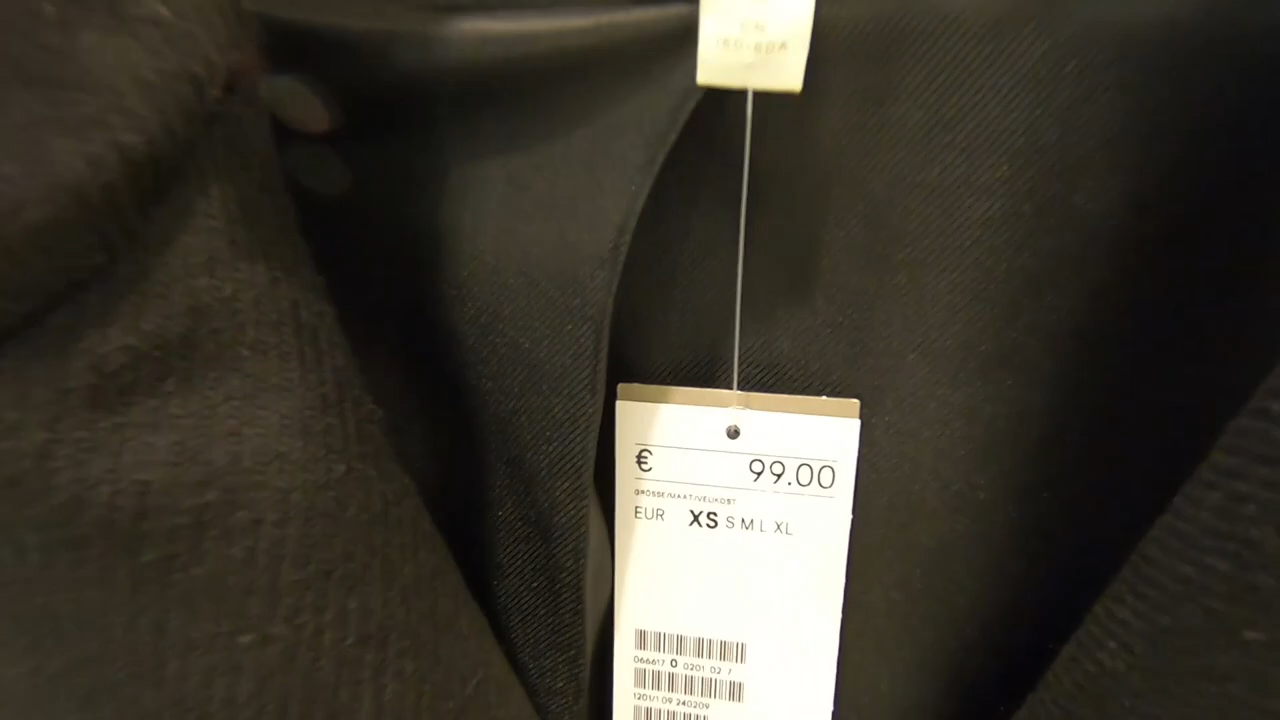 € 99.00
GRÖSSE/MAAT/VELIKOST
EUR XS S M L XL
066617 0 0201 02 7
1201/1 09 240209